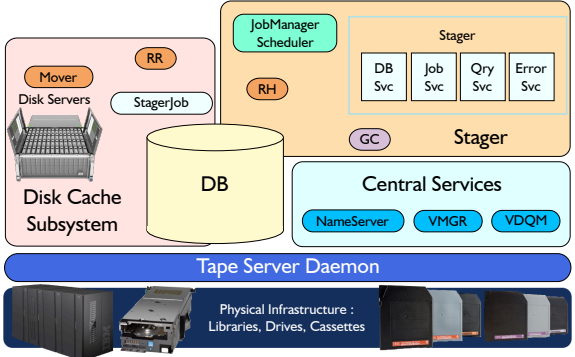 JobManager
Scheduler
Stager
DB
Svc
Job
Svc
Qry
Svc
Error
Svc
RH
GC
Stager
RR
Mover
Disk Servers
StagerJob
Disk Cache
Subsystem
DB
Central Services
NameServer
VMGR
VDQM
Tape Server Daemon
Physical Infrastructure :
Libraries, Drives, Cassettes